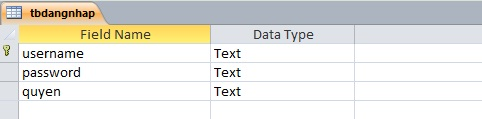 tbdangnhap
Field Name Data Type
username Text
password Text
quyen Text